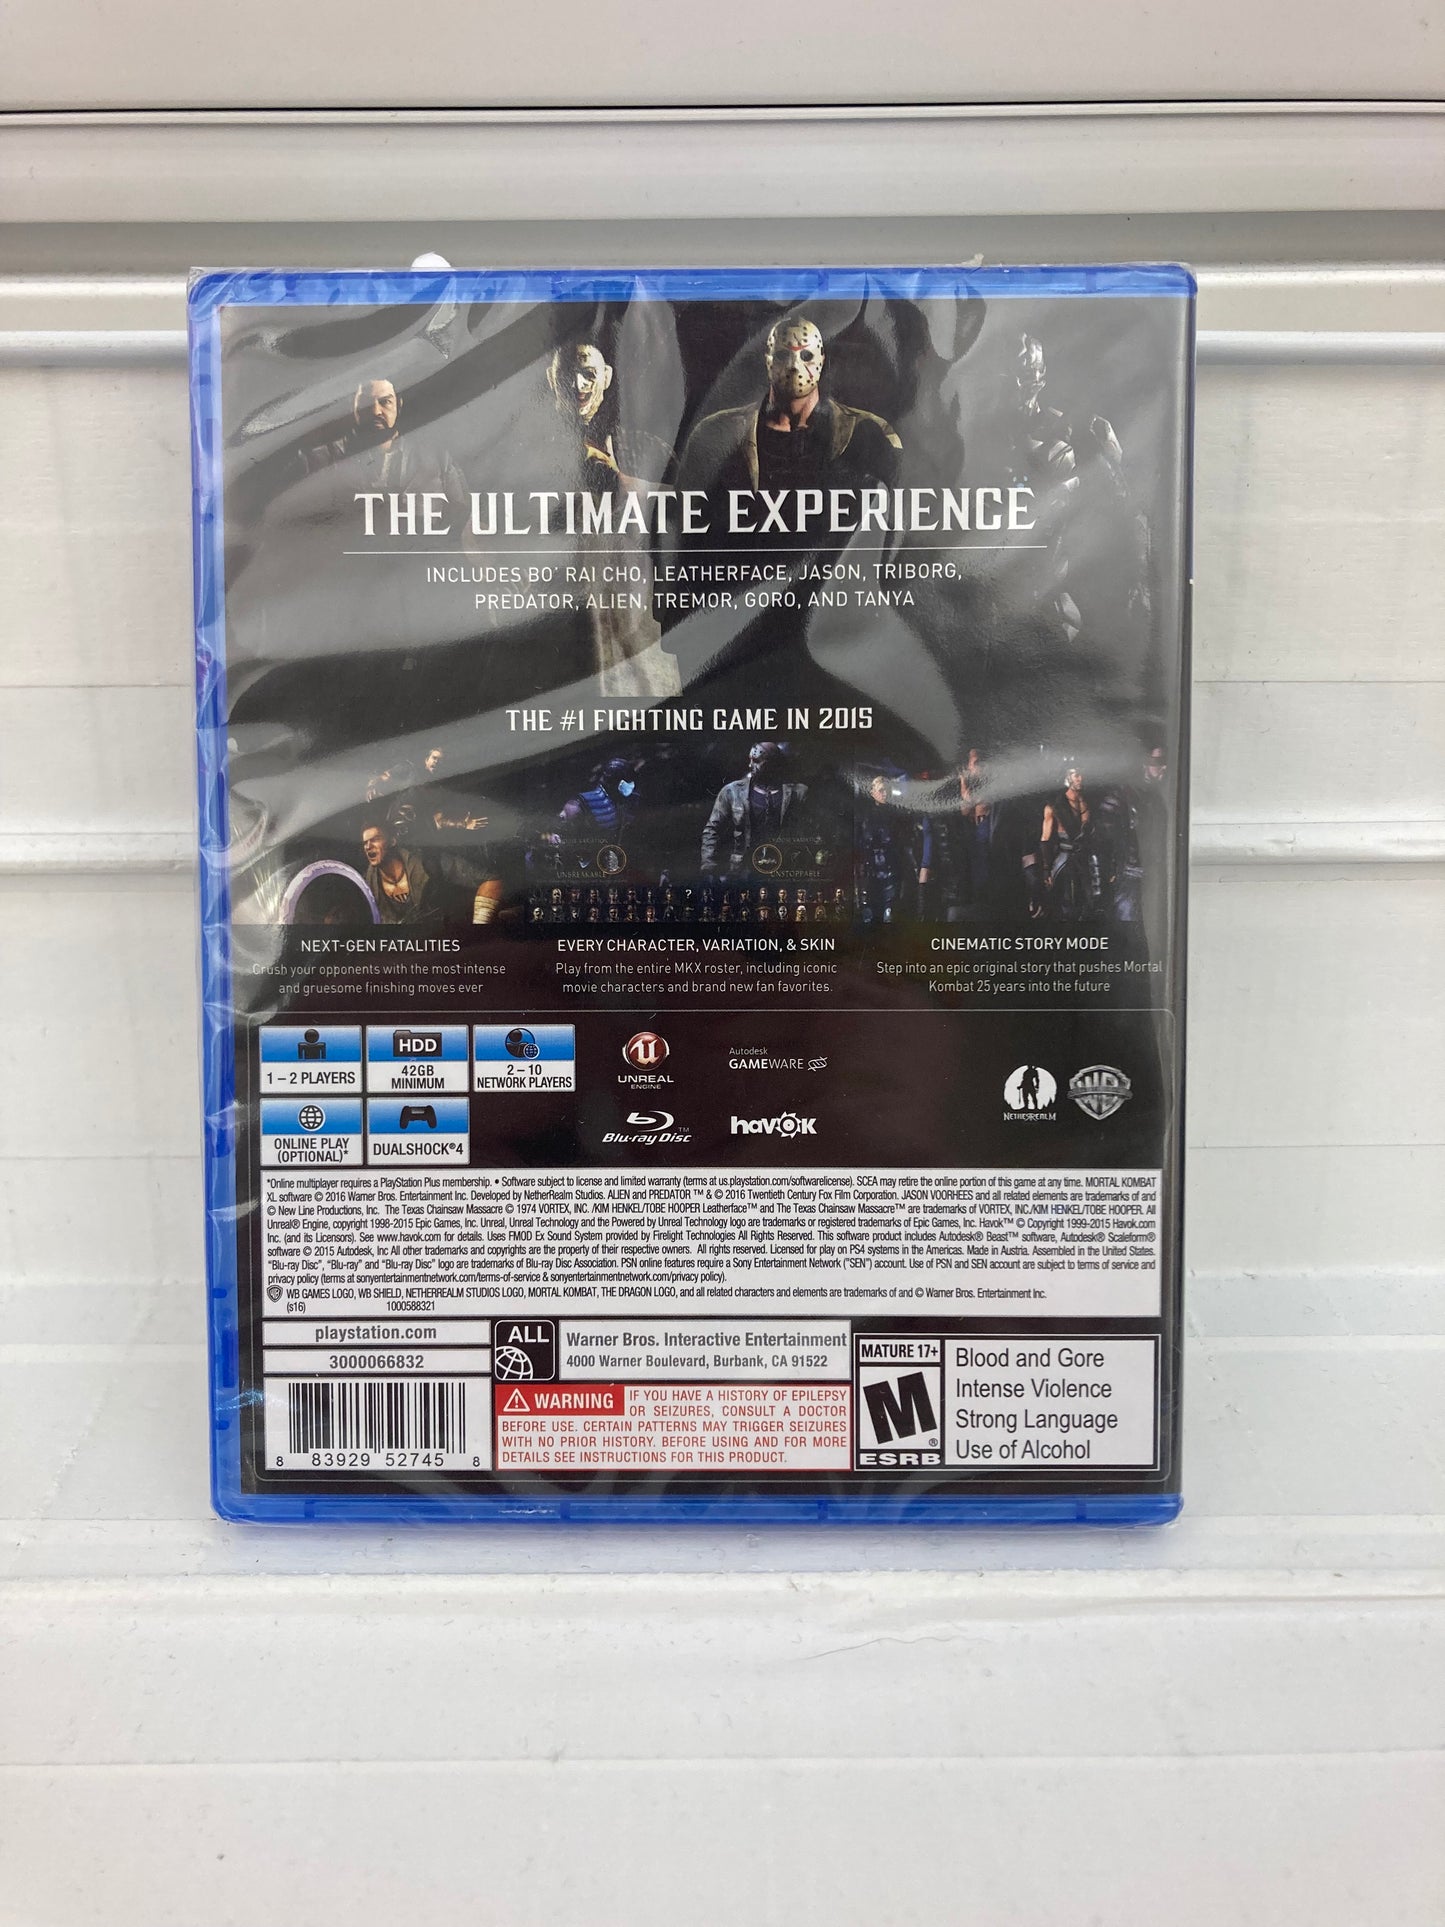 THE ULTIMATE EXPERIENCE
INCLUDES BO' RAI CHO, LEATHERFACE, JASON, TRIBORG,
PREDATOR, ALIEN, TREMOR, GORO, AND TANYA
THE #1 FIGHTING GAME IN 2015
UNBREAKABLE
UNSTOPPABLE
NEXT-GEN FATALITIES
Crush your opponents with the most intense
and gruesome finishing moves ever
EVERY CHARACTER, VARIATION, & SKIN
Play from the entire MKX roster, including iconic
movie characters and brand new fan favorites.
CINEMATIC STORY MODE
Step into an epic original story that pushes Mortal
Kombat 25 years into the future
1 – 2 PLAYERS
HDD
42GB
MINIMUM
2 – 10
NETWORK PLAYERS
ONLINE PLAY
(OPTIONAL)*
DUALSHOCK®4
UNREAL
ENGINE
Autodesk
GAMEWARE
Blu-ray Disc™
havok
NETHERREALM
WB
*Online multiplayer requires a PlayStation Plus membership. • Software subject to license and limited warranty (terms at us.playstation.com/softwarelicense). SCEA may retire the online portion of this game at any time. MORTAL KOMBAT
XL software © 2016 Warner Bros. Entertainment Inc. Developed by NetherRealm Studios. ALIEN and PREDATOR ™ & © 2016 Twentieth Century Fox Film Corporation. JASON VOORHEES and all related elements are trademarks of and
© New Line Productions, Inc. The Texas Chainsaw Massacre © 1974 VORTEX, INC. /KIM HENKEL/TOBE HOOPER Leatherface™ and The Texas Chainsaw Massacre™ are trademarks of VORTEX, INC./KIM HENKEL/TOBE HOOPER. All
Unreal® Engine, copyright 1998-2015 Epic Games, Inc. Unreal, Unreal Technology and the Powered by Unreal Technology logo are trademarks or registered trademarks of Epic Games, Inc. Havok™ © Copyright 1999-2015 Havok.com
Inc. (and its Licensors). See www.havok.com for details. Uses FMOD Ex Sound System provided by Firelight Technologies All Rights Reserved. This software product includes Autodesk® Beast™ software, Autodesk® Scaleform®
software © 2015 Autodesk, Inc All other trademarks and copyrights are the property of their respective owners. All rights reserved. Licensed for play on PS4 systems in the Americas. Made in Austria. Assembled in the United States.
"Blu-ray Disc", "Blu-ray" and "Blu-ray Disc" logo are trademarks of Blu-ray Disc Association. PSN online features require a Sony Entertainment Network ("SEN") account. Use of PSN and SEN account are subject to terms of service and
privacy policy (terms at sonyentertainmentnetwork.com/terms-of-service & sonyentertainmentnetwork.com/privacy policy).
WB GAMES LOGO, WB SHIELD, NETHERREALM STUDIOS LOGO, MORTAL KOMBAT, THE DRAGON LOGO, and all related characters and elements are trademarks of and © Warner Bros. Entertainment Inc.
(s16) 1000588321
playstation.com
3000066832
8 83929 52745 8
ALL
Warner Bros. Interactive Entertainment
4000 Warner Boulevard, Burbank, CA 91522
WARNING IF YOU HAVE A HISTORY OF EPILEPSY
OR SEIZURES, CONSULT A DOCTOR
BEFORE USE. CERTAIN PATTERNS MAY TRIGGER SEIZURES
WITH NO PRIOR HISTORY. BEFORE USING AND FOR MORE
DETAILS SEE INSTRUCTIONS FOR THIS PRODUCT.
MATURE 17+
M®
ESRB
Blood and Gore
Intense Violence
Strong Language
Use of Alcohol